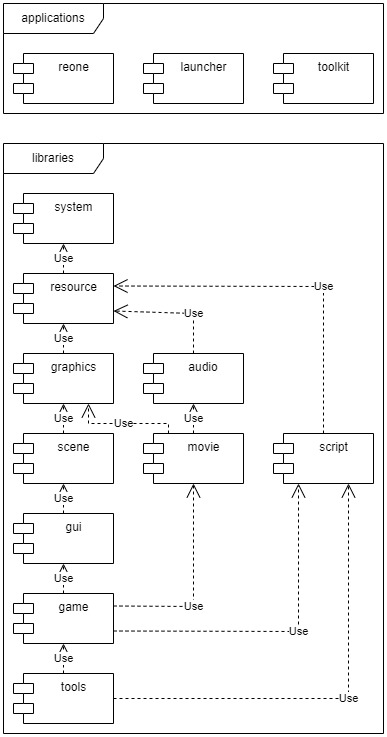 applications
reone
launcher
toolkit
libraries
system
Use
resource
Use
Use
Use
graphics
audio
Use
Use
Use
scene
movie
script
Use
gui
Use
game
Use
Use
Use
tools
Use